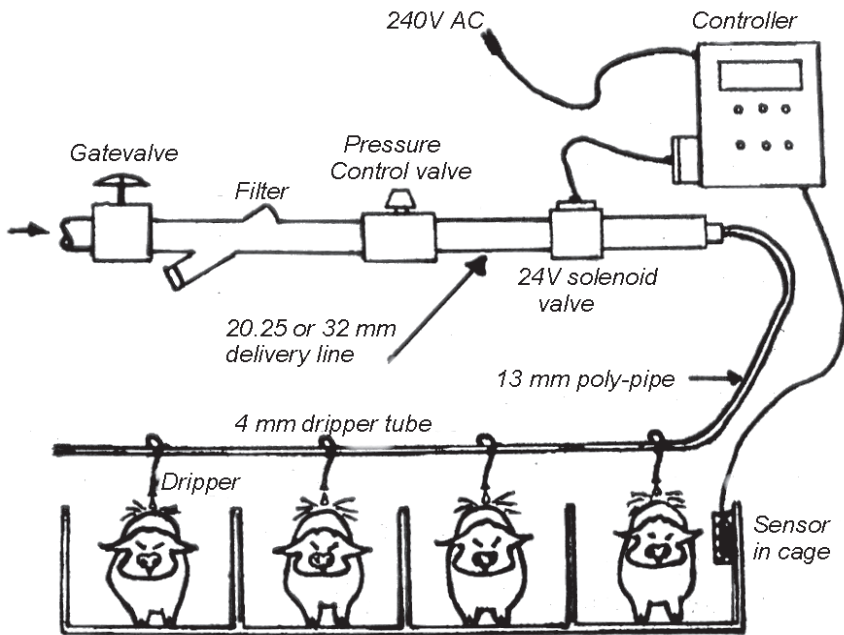 240V AC
Controller
Gatevalve
Filter
Pressure
Control valve
24V solenoid
valve
20.25 or 32 mm
delivery line
13 mm poly-pipe
4 mm dripper tube
Dripper
Sensor
in cage